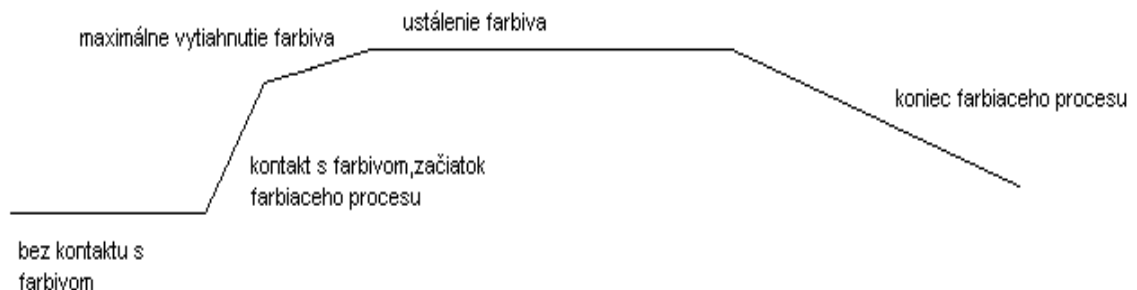 ustálenie farbiva
maximálne vytiahnutie farbiva
koniec farbiaceho procesu
kontakt s farbivom,začiatok
farbiaceho procesu
bez kontaktu s
farbivom